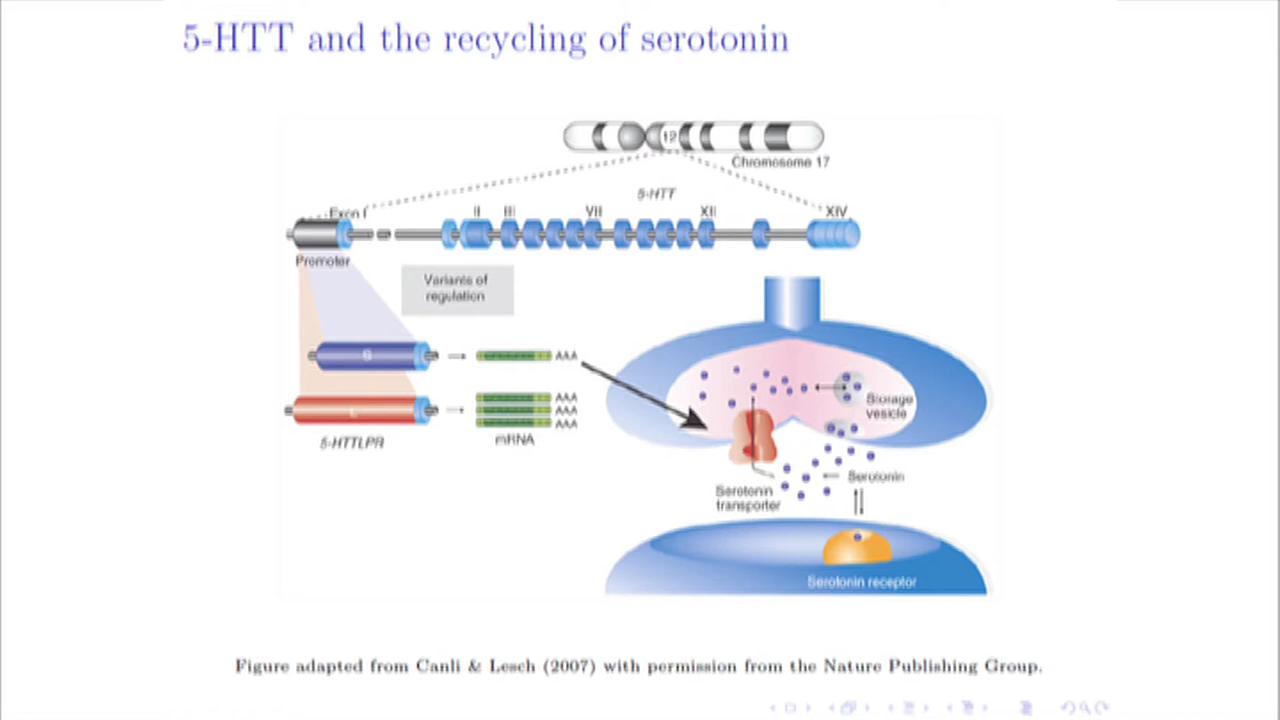 5-HTT and the recycling of serotonin
12
Chromosome 17
5-HTT
Exon I
II III VII XII XIV
Promoter
Variants of
regulation
S
AAA
L
AAA
AAA
AAA
5-HTTLPR
mRNA
Storage
vesicle
Serotonin
Serotonin
transporter
Serotonin receptor
Figure adapted from Canli & Lesch (2007) with permission from the Nature Publishing Group.